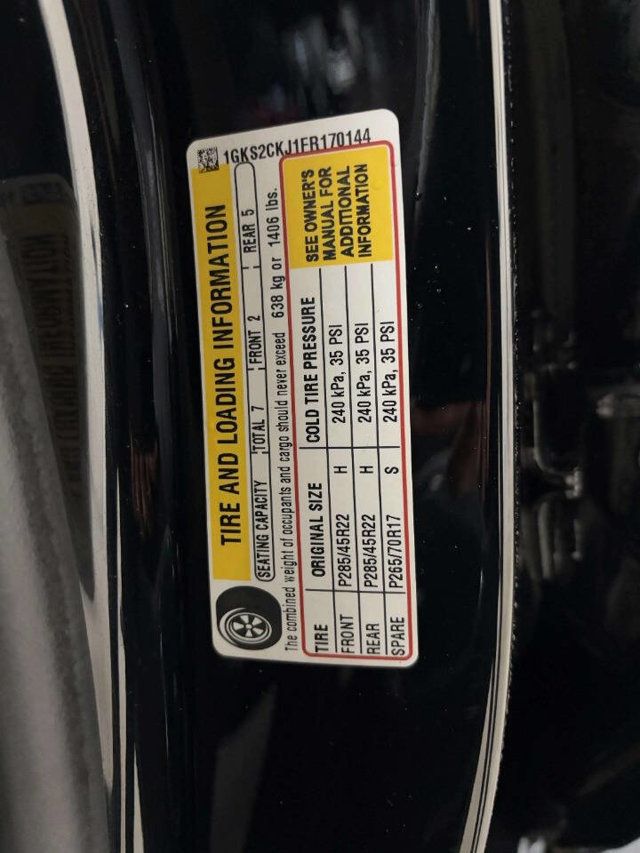 1GKS2CKJ1FR170144
TIRE AND LOADING INFORMATION
SEATING CAPACITY TOTAL 7 FRONT 2 REAR 5
The combined weight of occupants and cargo should never exceed 638 kg or 1406 lbs.
TIRE ORIGINAL SIZE COLD TIRE PRESSURE
FRONT P285/45R22 H 240 kPa, 35 PSI
REAR P285/45R22 H 240 kPa, 35 PSI
SPARE P265/70R17 S 240 kPa, 35 PSI
SEE OWNER'S
MANUAL FOR
ADDITIONAL
INFORMATION